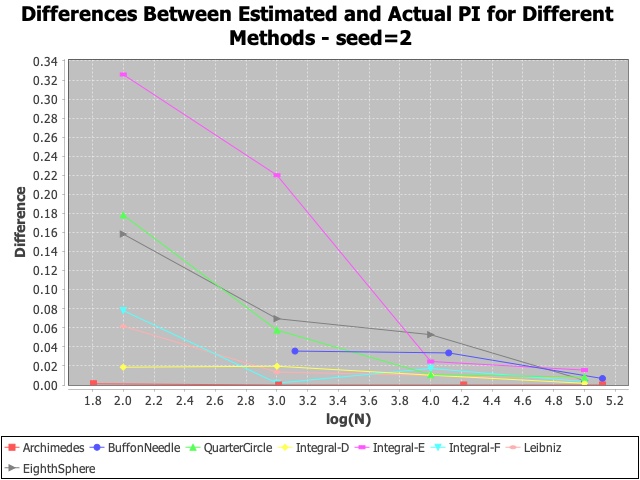 Differences Between Estimated and Actual PI for Different
Methods - seed=2
0.34
0.32
0.30
0.28
0.26
0.24
0.22
0.20
0.18
0.16
0.14
0.12
0.10
0.08
0.06
0.04
0.02
0.00
Difference
1.8 2.0 2.2 2.4 2.6 2.8 3.0 3.2 3.4 3.6 3.8 4.0 4.2 4.4 4.6 4.8 5.0 5.2
log(N)
Archimedes BuffonNeedle QuarterCircle Integral-D Integral-E Integral-F Leibniz
EighthSphere